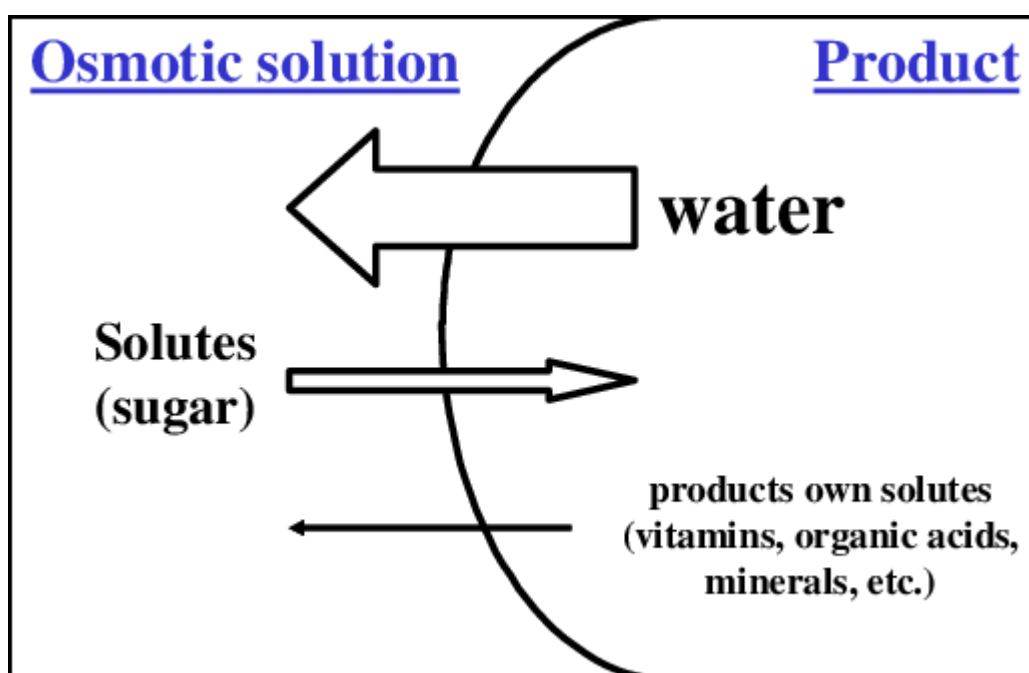 Osmotic solution
Product
water
Solutes
(sugar)
products own solutes
(vitamins, organic acids,
minerals, etc.)